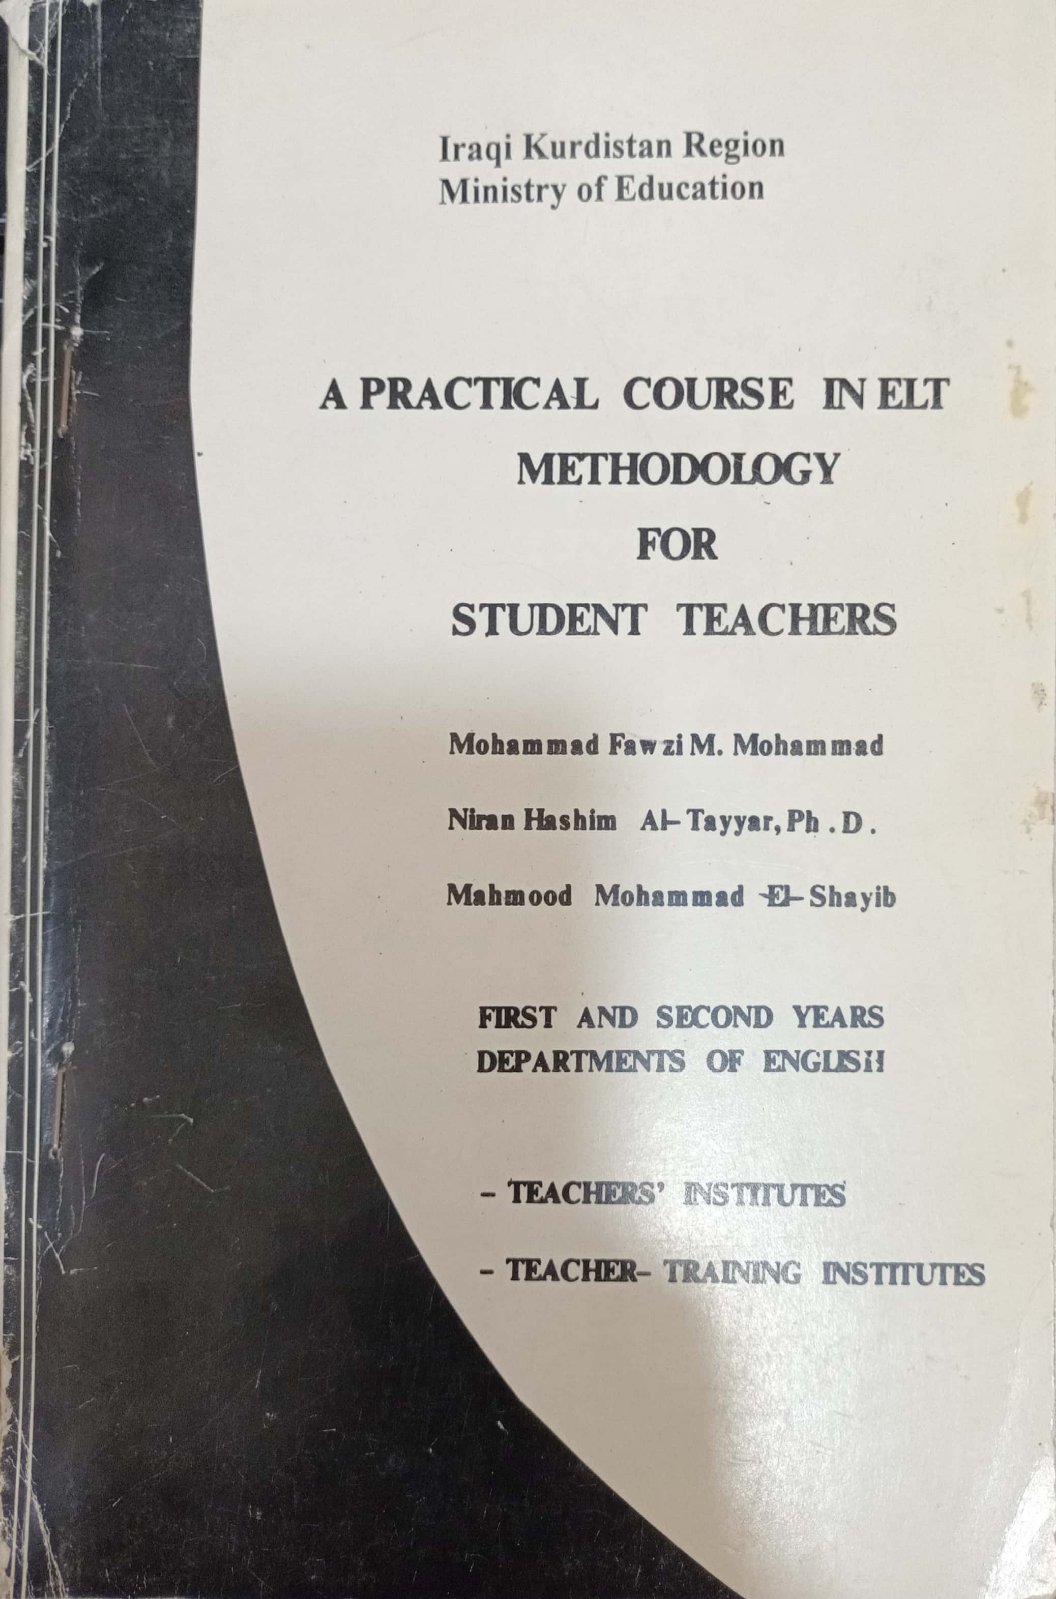 Iraqi Kurdistan Region
Ministry of Education
A PRACTICAL COURSE IN ELT
METHODOLOGY
FOR
STUDENT TEACHERS
Mohammad Fawzi M. Mohammad
Niran Hashim Al-Tayyar, Ph.D.
Mahmood Mohammad El-Shayib
FIRST AND SECOND YEARS
DEPARTMENTS OF ENGLISH
- TEACHERS' INSTITUTES
- TEACHER-TRAINING INSTITUTES